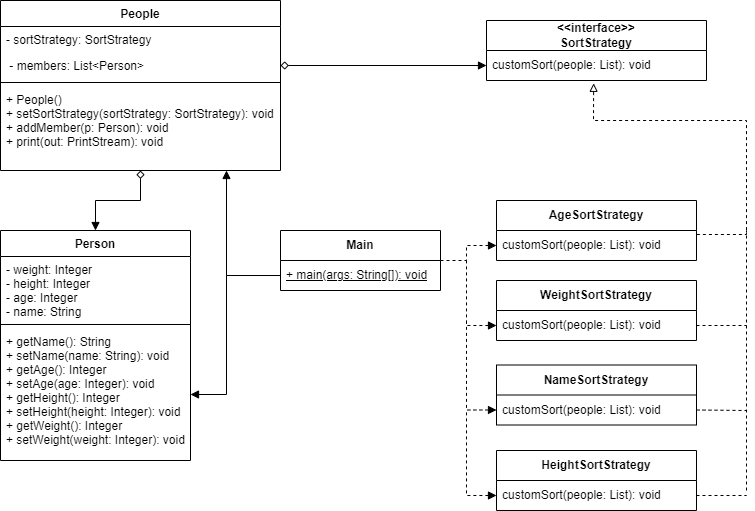 People
- sortStrategy: SortStrategy
- members: List<Person>
+ People()
+ setSortStrategy(sortStrategy: SortStrategy): void
+ addMember(p: Person): void
+ print(out: PrintStream): void
<<interface>>
SortStrategy
customSort(people: List): void
Person
- weight: Integer
- height: Integer
- age: Integer
- name: String
+ getName(): String
+ setName(name: String): void
+ getAge(): Integer
+ setAge(age: Integer): void
+ getHeight(): Integer
+ setHeight(height: Integer): void
+ getWeight(): Integer
+ setWeight(weight: Integer): void
Main
+ main(args: String[]): void
AgeSortStrategy
customSort(people: List): void
WeightSortStrategy
customSort(people: List): void
NameSortStrategy
customSort(people: List): void
HeightSortStrategy
customSort(people: List): void